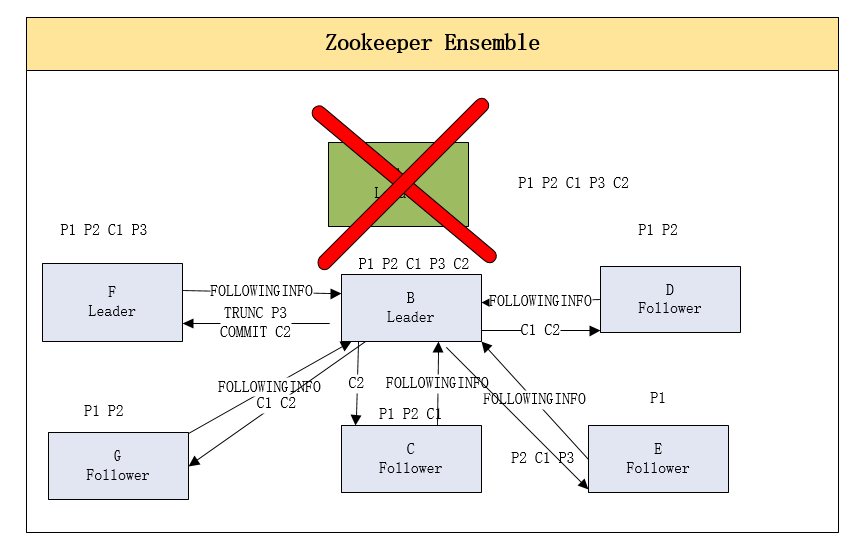 Zookeeper Ensemble
P1 P2 C1 P3 C2
P1 P2 C1 P3
P1 P2
P1 P2 C1 P3 C2
F
Leader
FOLLOWINGINFO
B
Leader
FOLLOWINGINFO
D
Follower
TRUNC P3
COMMIT C2
C1 C2
FOLLOWINGINFO
C1 C2
C2
FOLLOWINGINFO
FOLLOWINGINFO
P1
P1 P2
P1 P2 C1
G
Follower
C
Follower
P2 C1 P3
E
Follower